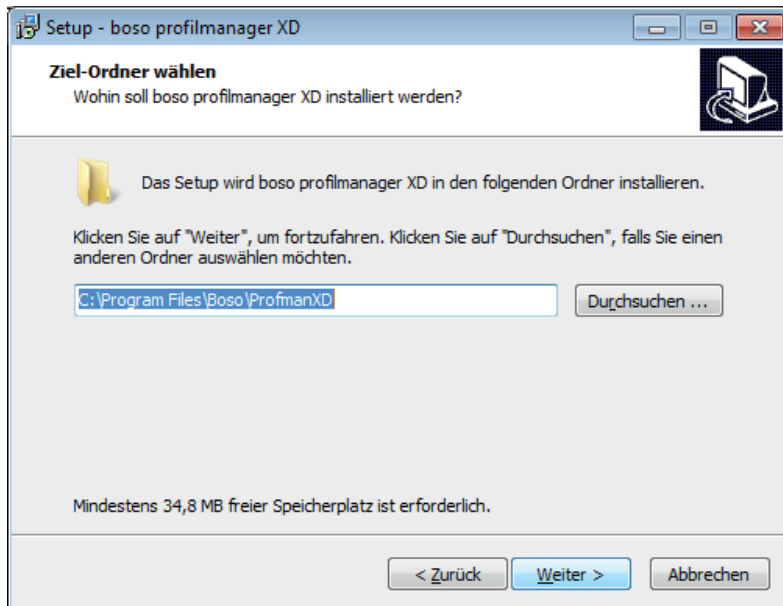 Setup - boso profilmanager XD
Ziel-Ordner wählen
Wohin soll boso profilmanager XD installiert werden?
Das Setup wird boso profilmanager XD in den folgenden Ordner installieren.
Klicken Sie auf "Weiter", um fortzufahren. Klicken Sie auf "Durchsuchen", falls Sie einen
anderen Ordner auswählen möchten.
C:\Program Files\Boso\ProfmanXD
Durchsuchen ...
Mindestens 34,8 MB freier Speicherplatz ist erforderlich.
< Zurück
Weiter >
Abbrechen